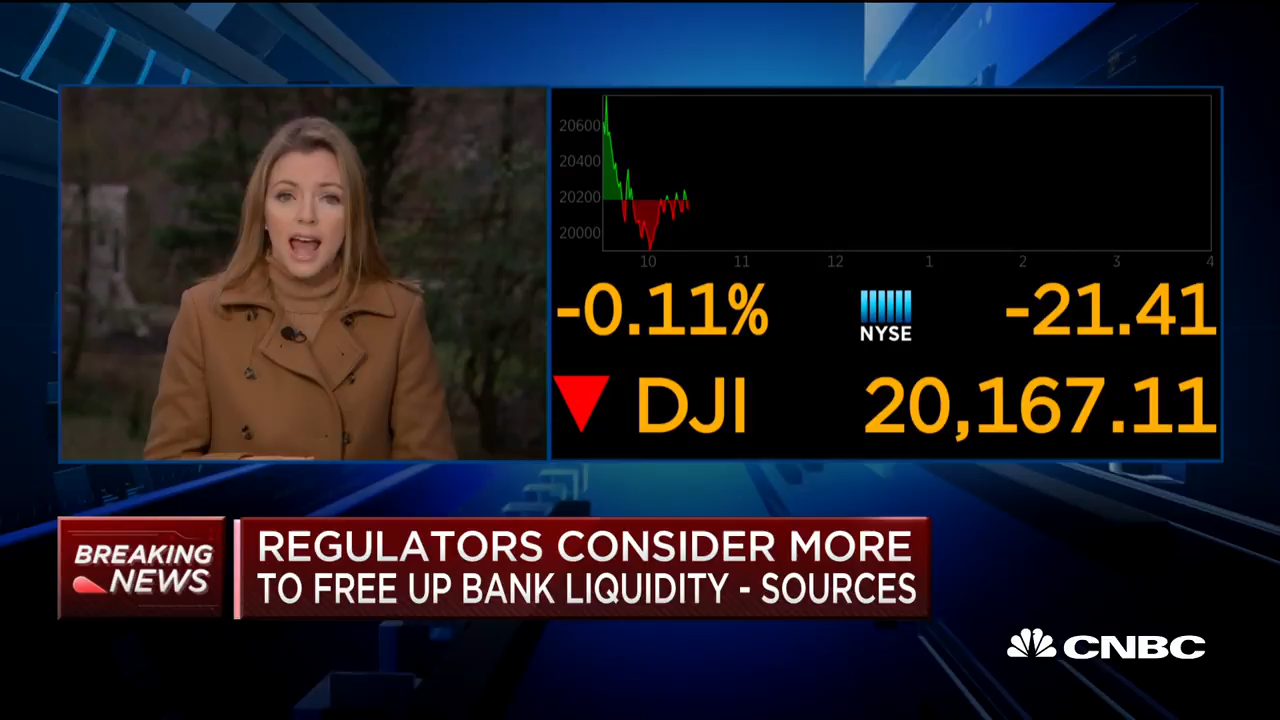 20600
20400
20200
20000
10 11 12 1 2 3 4
-0.11% NYSE -21.41
DJI 20,167.11
BREAKING NEWS
REGULATORS CONSIDER MORE
TO FREE UP BANK LIQUIDITY - SOURCES
CNBC